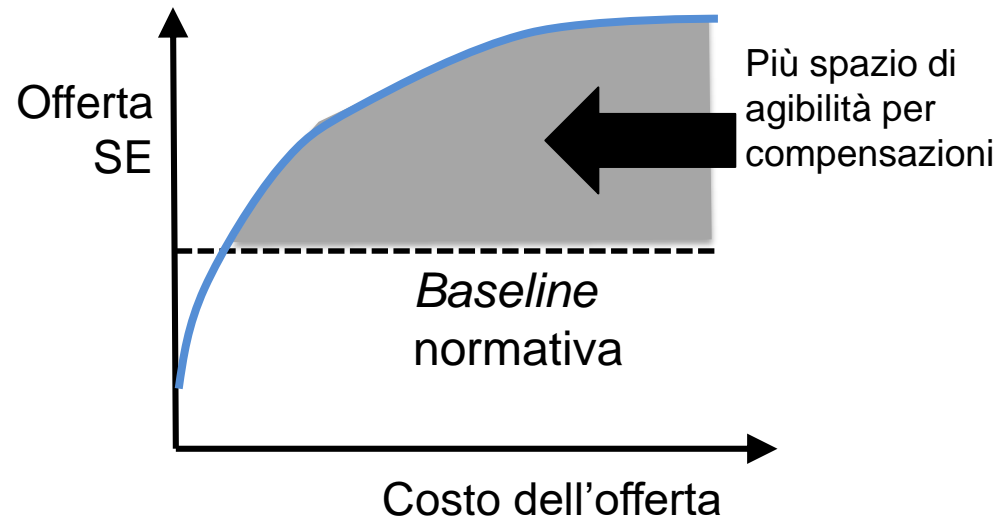 Offerta
SE
Più spazio di
agibilità per
compensazioni
Baseline
normativa
Costo dell’offerta